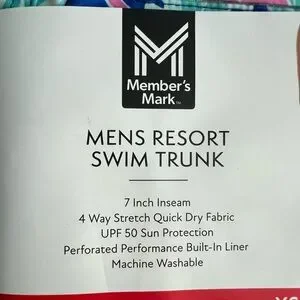 Member's
Mark™
MENS RESORT
SWIM TRUNK
7 Inch Inseam
4 Way Stretch Quick Dry Fabric
UPF 50 Sun Protection
Perforated Performance Built-In Liner
Machine Washable